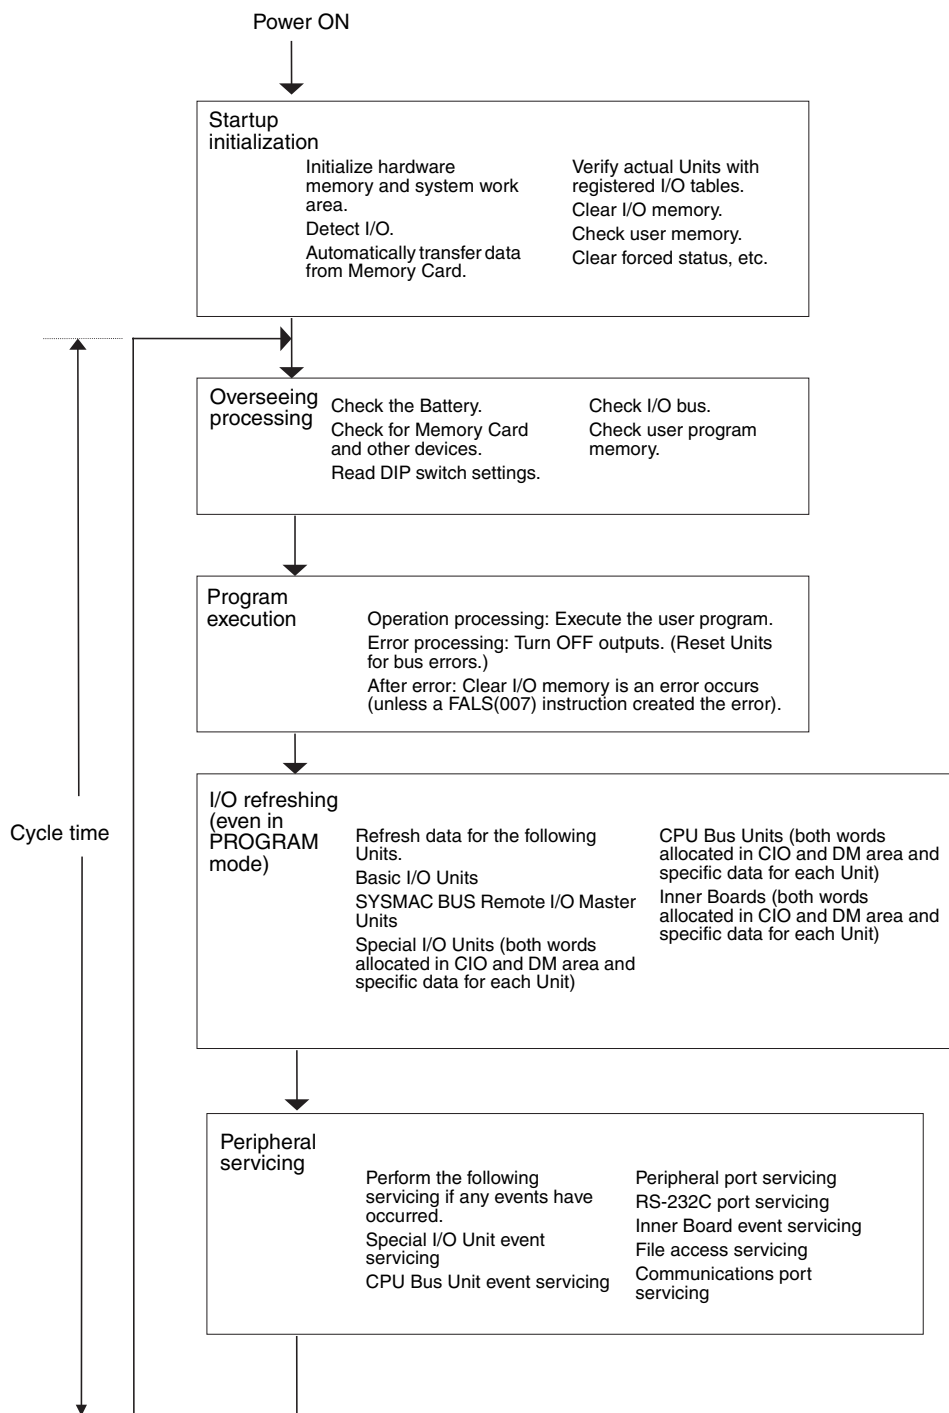 Power ON
Startup
initialization
Initialize hardware
memory and system work
area.
Detect I/O.
Automatically transfer data
from Memory Card.
Verify actual Units with
registered I/O tables.
Clear I/O memory.
Check user memory.
Clear forced status, etc.
Overseeing
processing
Check the Battery.
Check for Memory Card
and other devices.
Read DIP switch settings.
Check I/O bus.
Check user program
memory.
Program
execution
Operation processing: Execute the user program.
Error processing: Turn OFF outputs. (Reset Units
for bus errors.)
After error: Clear I/O memory is an error occurs
(unless a FALS(007) instruction created the error).
Cycle time
I/O refreshing
(even in
PROGRAM
mode)
Refresh data for the following
Units.
Basic I/O Units
SYSMAC BUS Remote I/O Master
Units
Special I/O Units (both words
allocated in CIO and DM area and
specific data for each Unit)
CPU Bus Units (both words
allocated in CIO and DM area and
specific data for each Unit)
Inner Boards (both words
allocated in CIO and DM area and
specific data for each Unit)
Peripheral
servicing
Perform the following
servicing if any events have
occurred.
Special I/O Unit event
servicing
CPU Bus Unit event servicing
Peripheral port servicing
RS-232C port servicing
Inner Board event servicing
File access servicing
Communications port
servicing